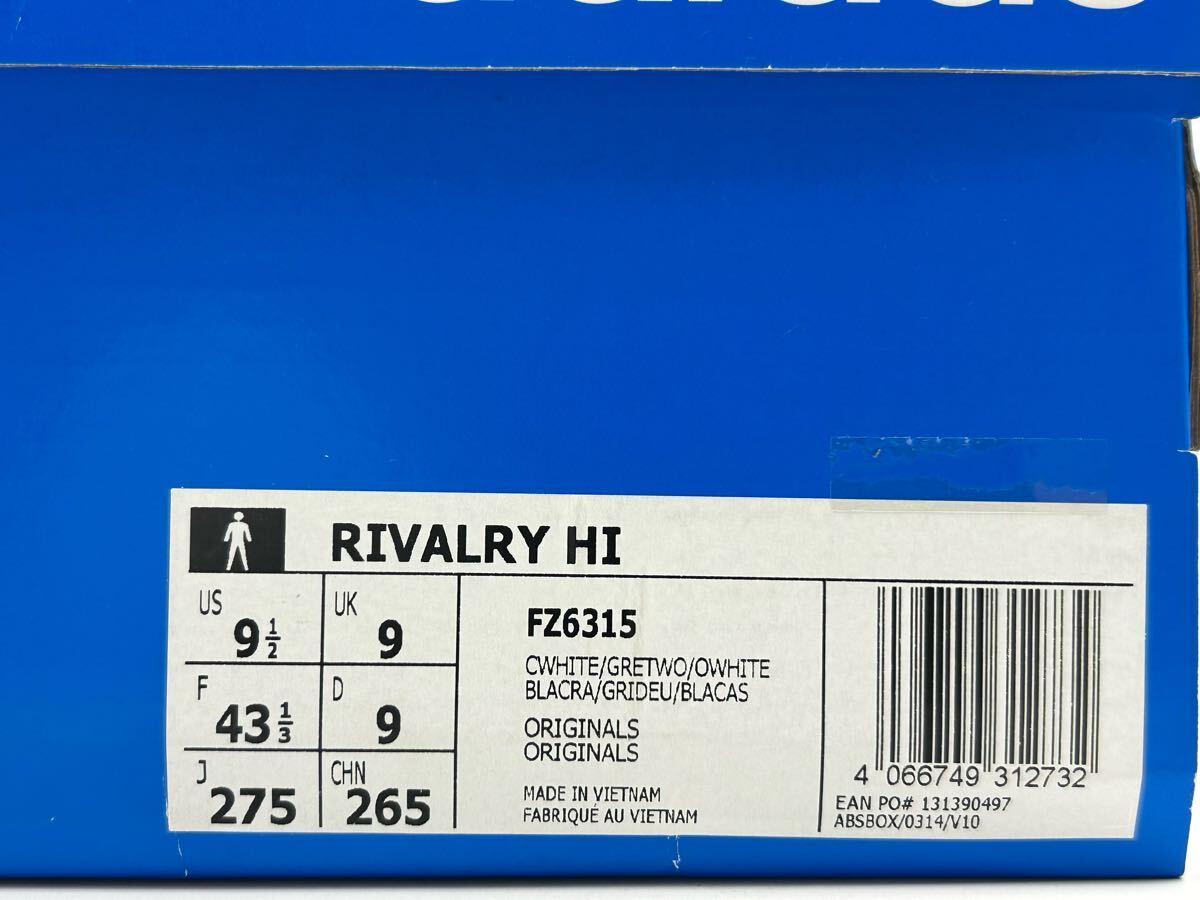 adidas
RIVALRY HI
US 9 1/2 UK 9
F 43 1/3 D 9
J 275 CHN 265
FZ6315
CWHITE/GRETWO/OWHITE
BLACRA/GRIDEU/BLACAS
ORIGINALS
ORIGINALS
MADE IN VIETNAM
FABRIQUÉ AU VIETNAM
4 066749 312732
EAN PO# 131390497
ABSBOX/0314/V10